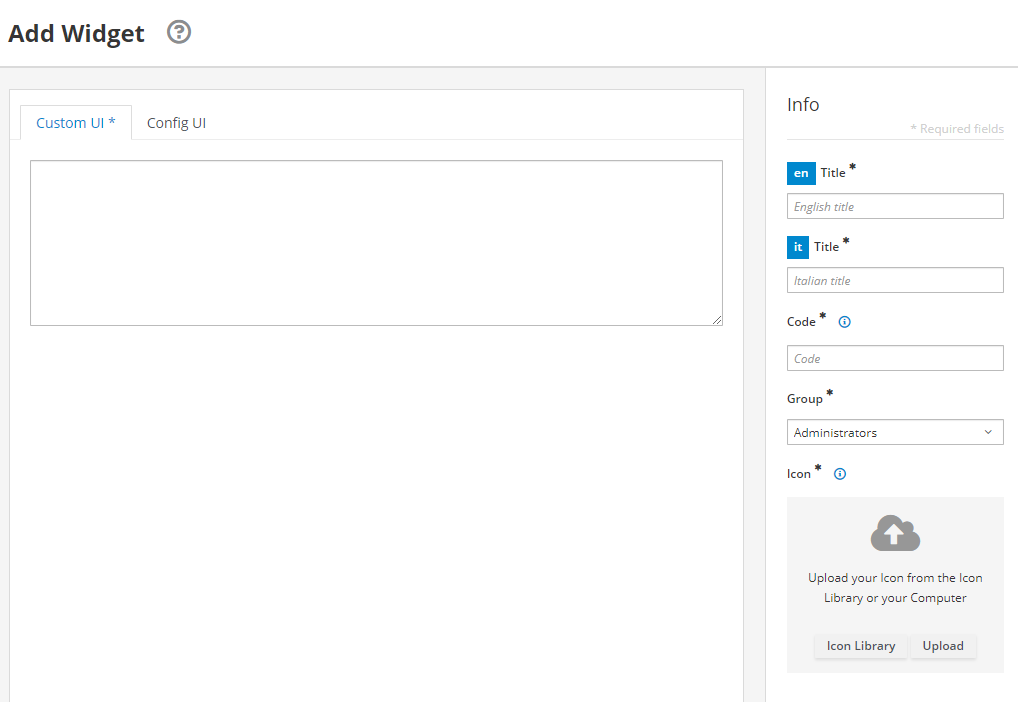 Add Widget ?
Custom UI * Config UI
Info
* Required fields
en Title *
English title
it Title *
Italian title
Code *
Code
Group *
Administrators
Icon *
Upload your Icon from the Icon
Library or your Computer
Icon Library Upload